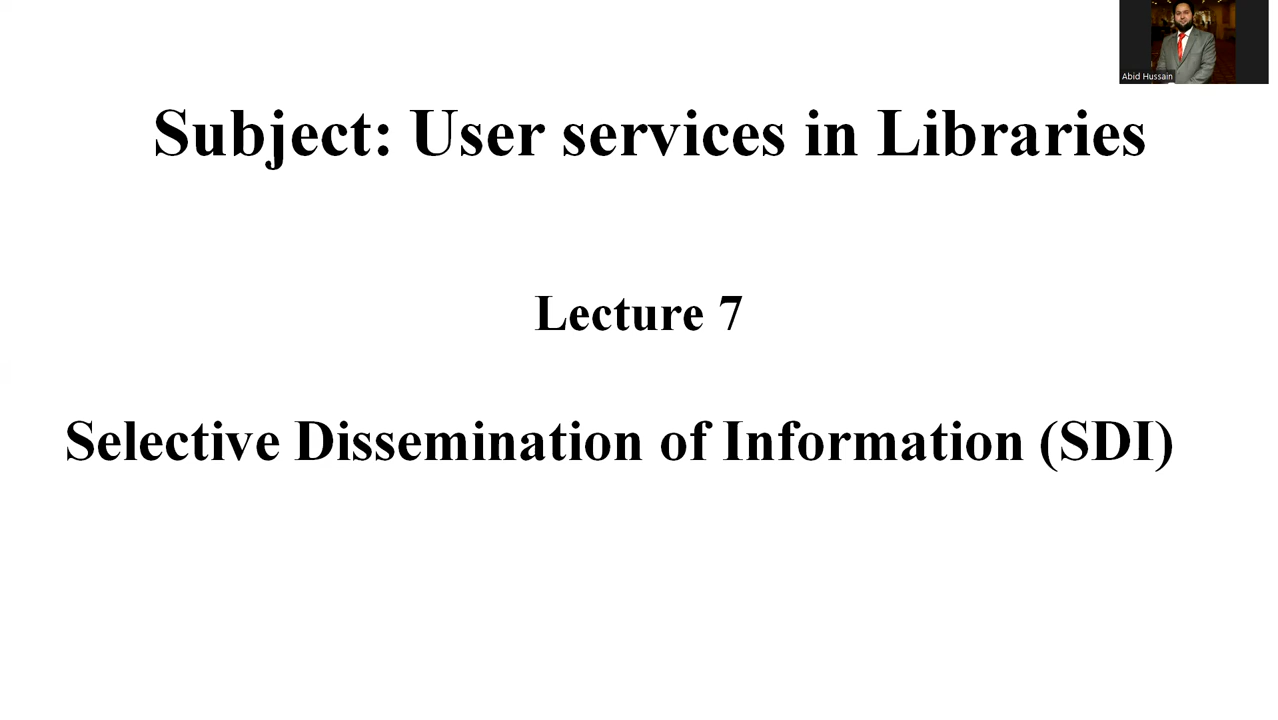 Abid Hussain
Subject: User services in Libraries
Lecture 7
Selective Dissemination of Information (SDI)